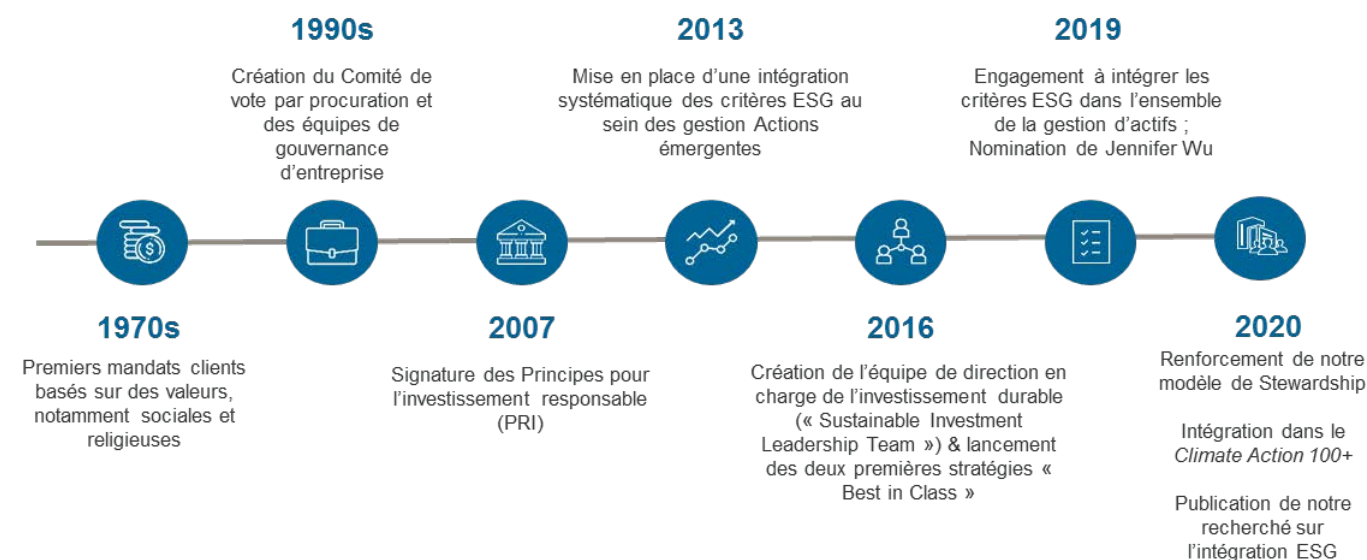 1990s
Création du Comité de
vote par procuration et
des équipes de
gouvernance
d'entreprise
2013
Mise en place d'une intégration
systématique des critères ESG au
sein des gestion Actions
émergentes
2019
Engagement à intégrer les
critères ESG dans l'ensemble
de la gestion d'actifs ;
Nomination de Jennifer Wu
$
1970s
Premiers mandats clients
basés sur des valeurs,
notamment sociales et
religieuses
2007
Signature des Principes pour
l'investissement responsable
(PRI)
2016
Création de l'équipe de direction en
charge de l'investissement durable
(« Sustainable Investment
Leadership Team ») & lancement
des deux premières stratégies «
Best in Class »
2020
Renforcement de notre
modèle de Stewardship
Intégration dans le
Climate Action 100+
Publication de notre
recherché sur
l'intégration ESG